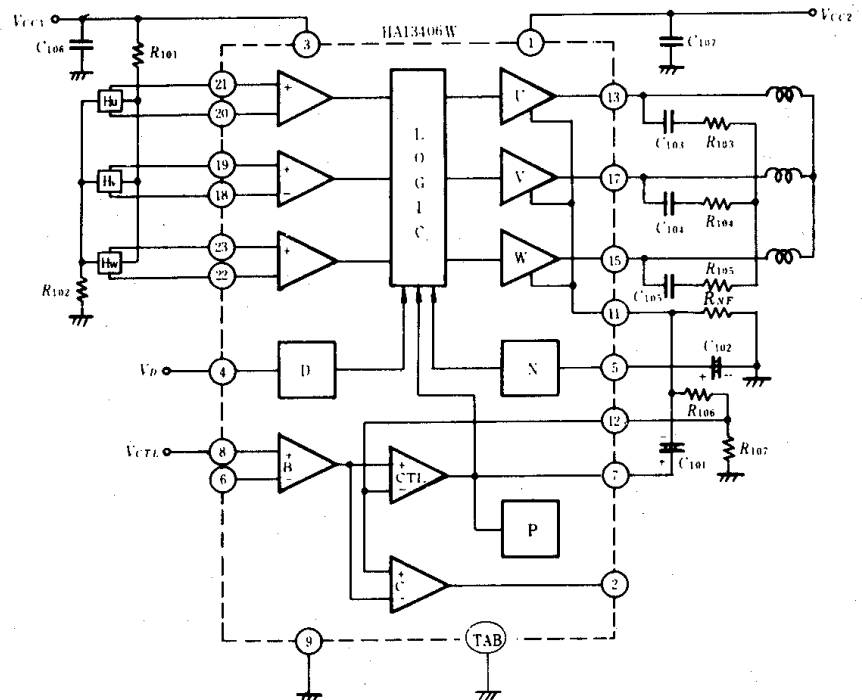 VCC1
C106
R101
3
HA13406W
1
C107
VCC2
21
20
Hu
+
U
13
C103
R103
19
18
Hv
+
-
L
O
G
I
C
V
17
C104
R104
23
22
Hw
+
W
15
C105
R105
R102
RNF
11
VD
4
D
N
5
C102
+
-
12
R106
VCTL
8
6
+
B
-
+
CTL
-
7
-
+
C101
R107
P
+
C
-
2
9
TAB